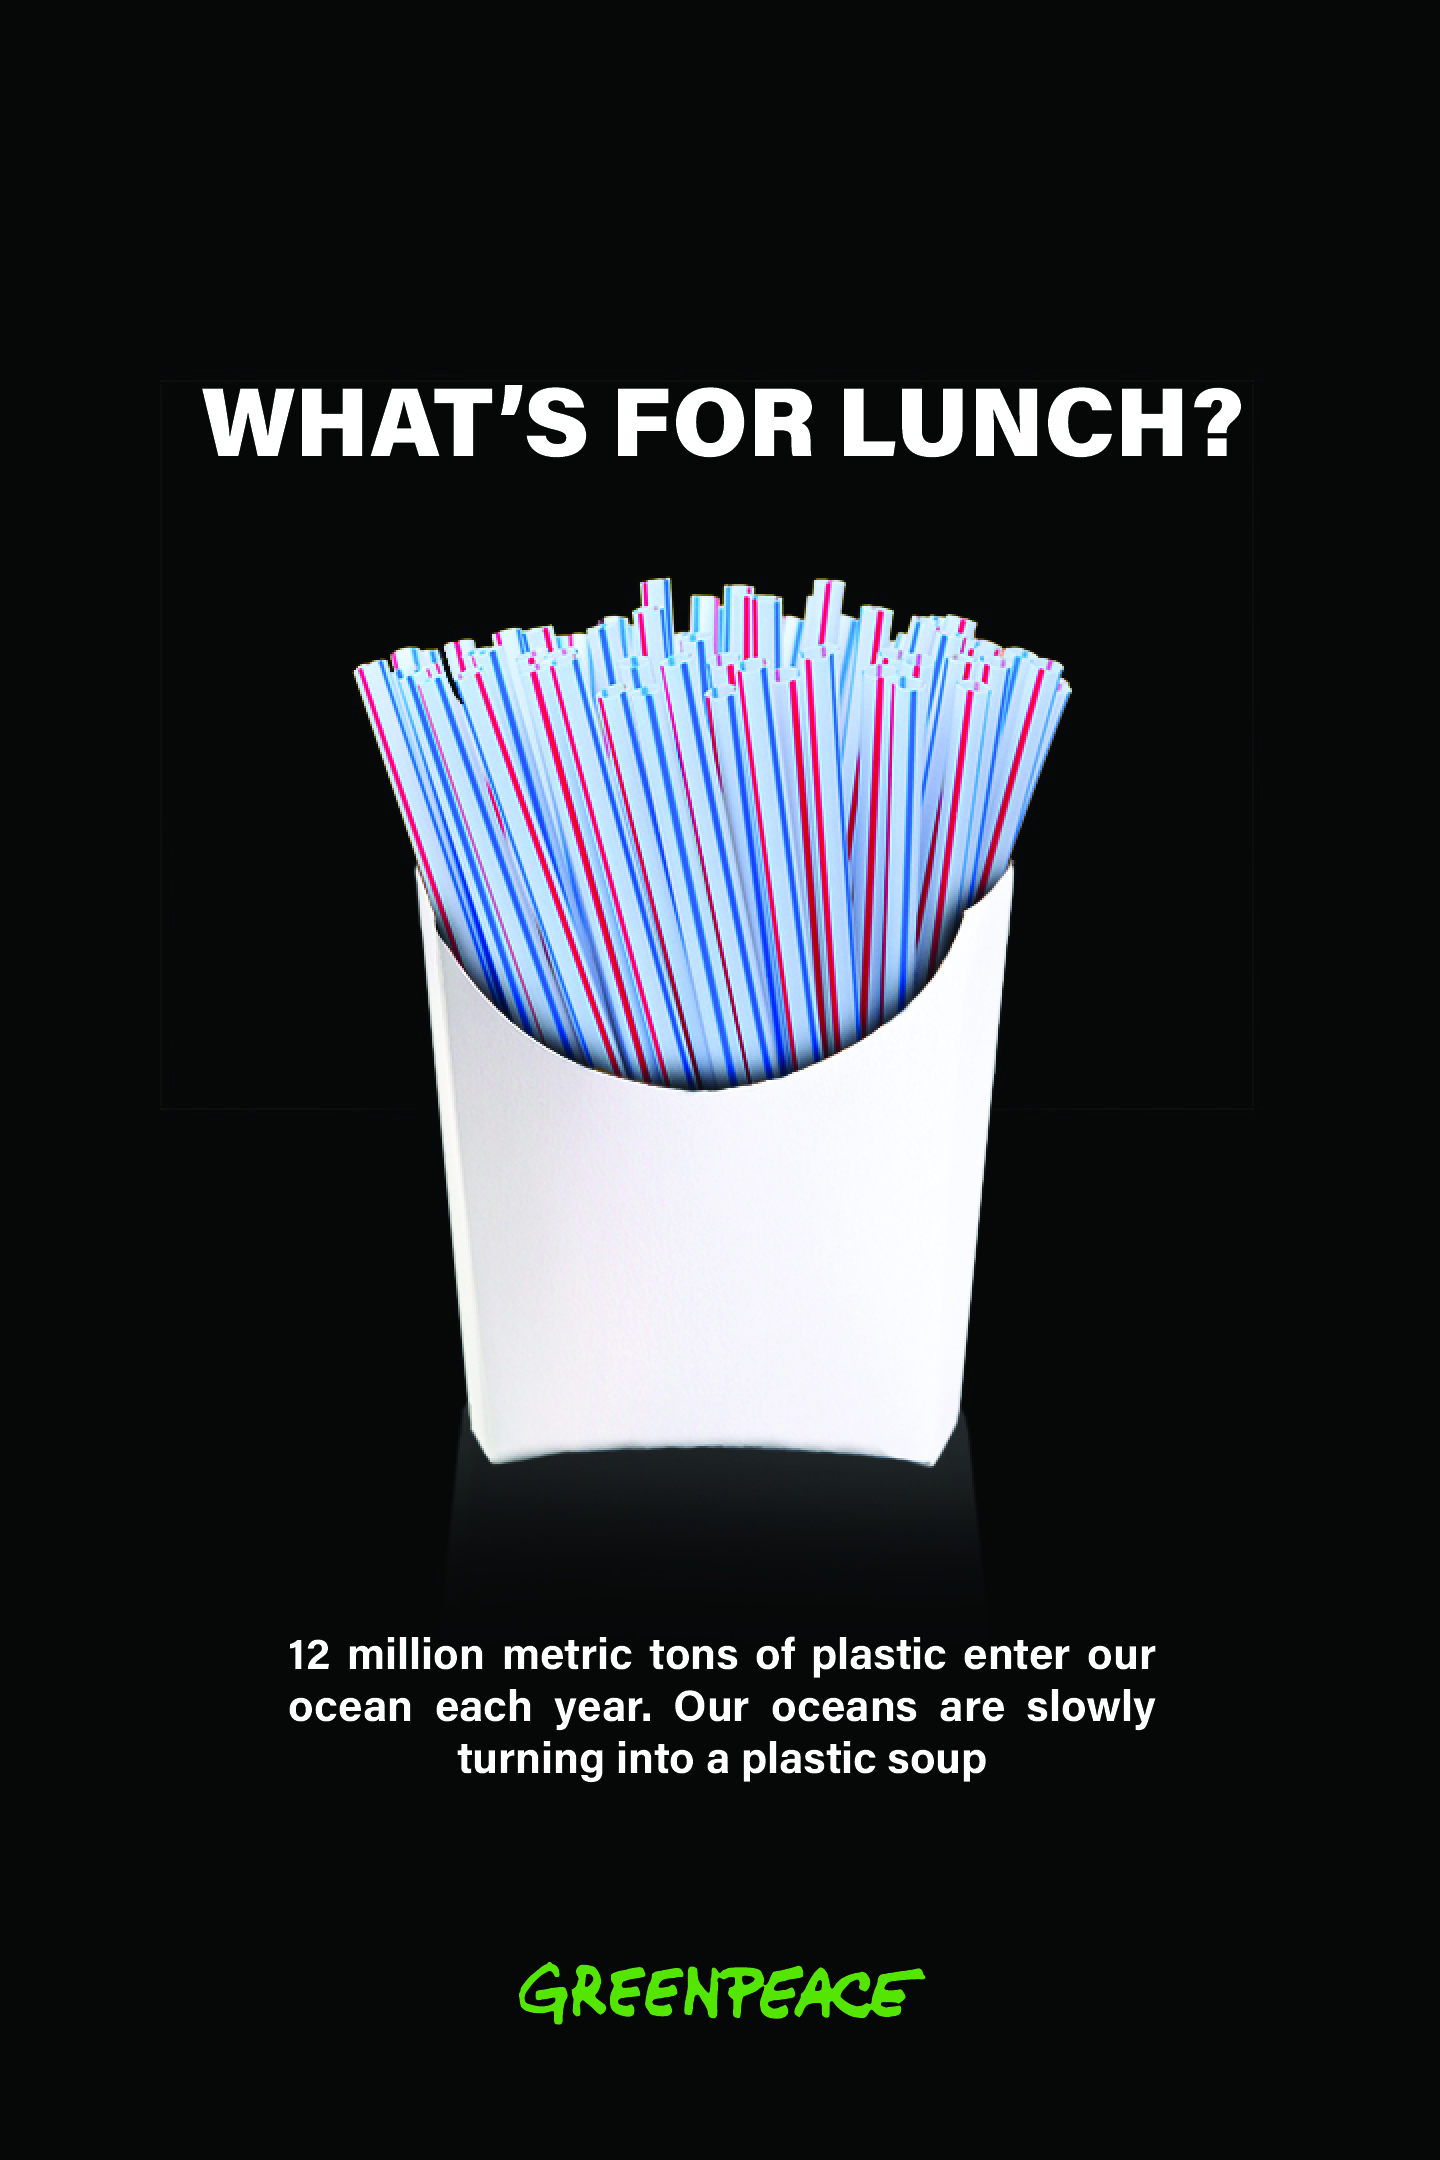 WHAT'S FOR LUNCH?
12 million metric tons of plastic enter our
ocean each year. Our oceans are slowly
turning into a plastic soup
GREENPEACE